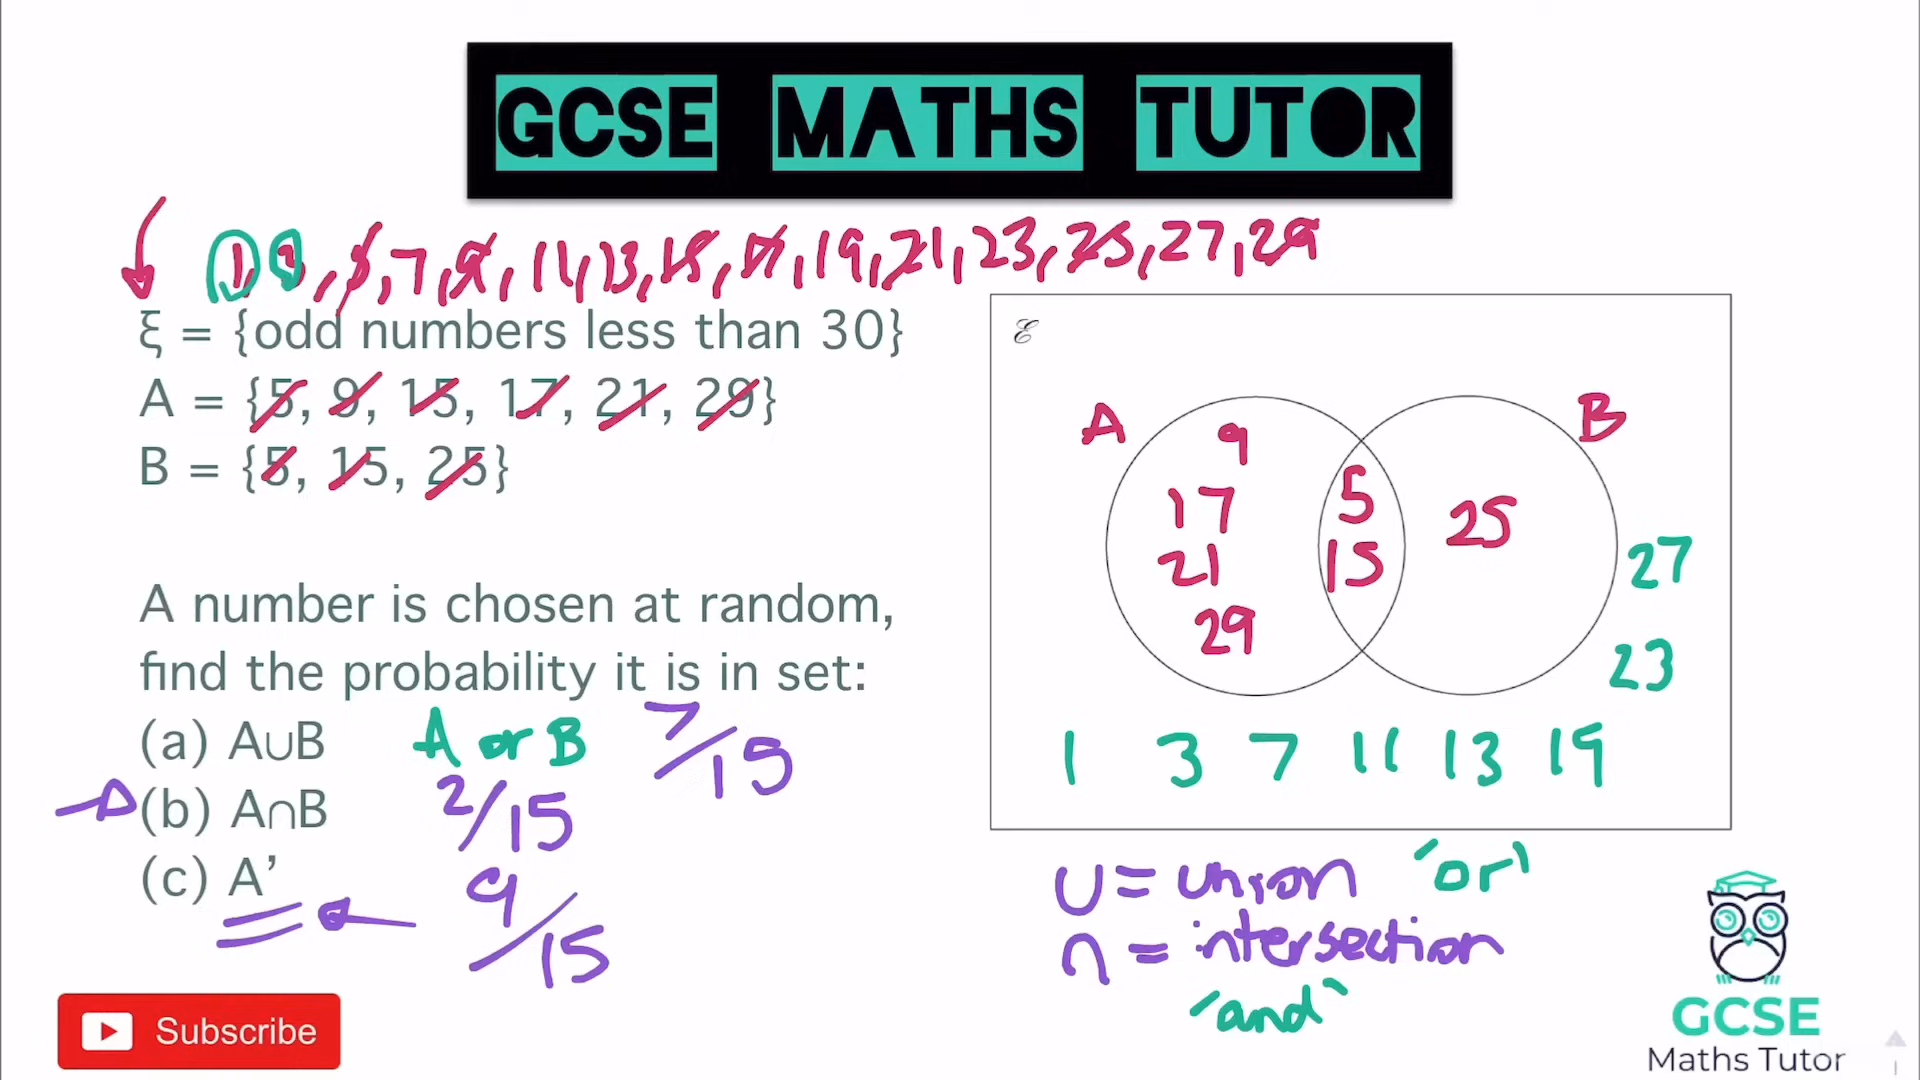 GCSE MATHS TUTOR
1, 3, 5, 7, 9, 11, 13, 15, 17, 19, 21, 23, 25, 27, 29
ξ = {odd numbers less than 30}
A = {5, 9, 15, 17, 21, 29}
B = {5, 15, 25}
A number is chosen at random,
find the probability it is in set:
(a) A∪B A or B 7/15
(b) A∩B 2/15
(c) A’ 9/15
ℰ
A B
9
17
21
29
5
15
25
27
23
1 3 7 11 13 19
∪ = union 'or'
∩ = intersection
'and'
Subscribe
GCSE
Maths Tutor